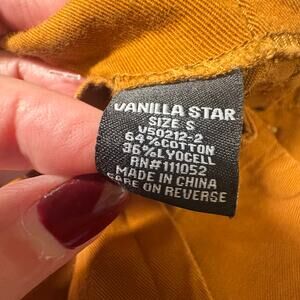 VANILLA STAR
SIZE S
V50212-2
64%COTTON
36%LYOCELL
RN#111052
MADE IN CHINA
CARE ON REVERSE